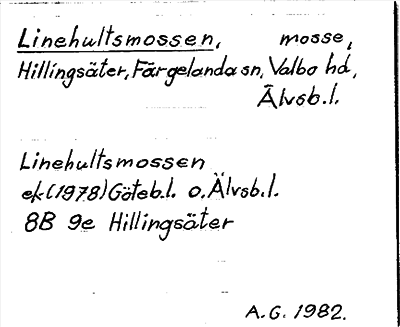 Linehultsmossen, mosse,
Hillingsäter, Färgelanda sn, Valbo hd,
Älvsb.l.
Linehultsmossen
ek (1978) Göteb.l. o. Älvsb.l.
8B 9e Hillingsäter
A.G. 1982.